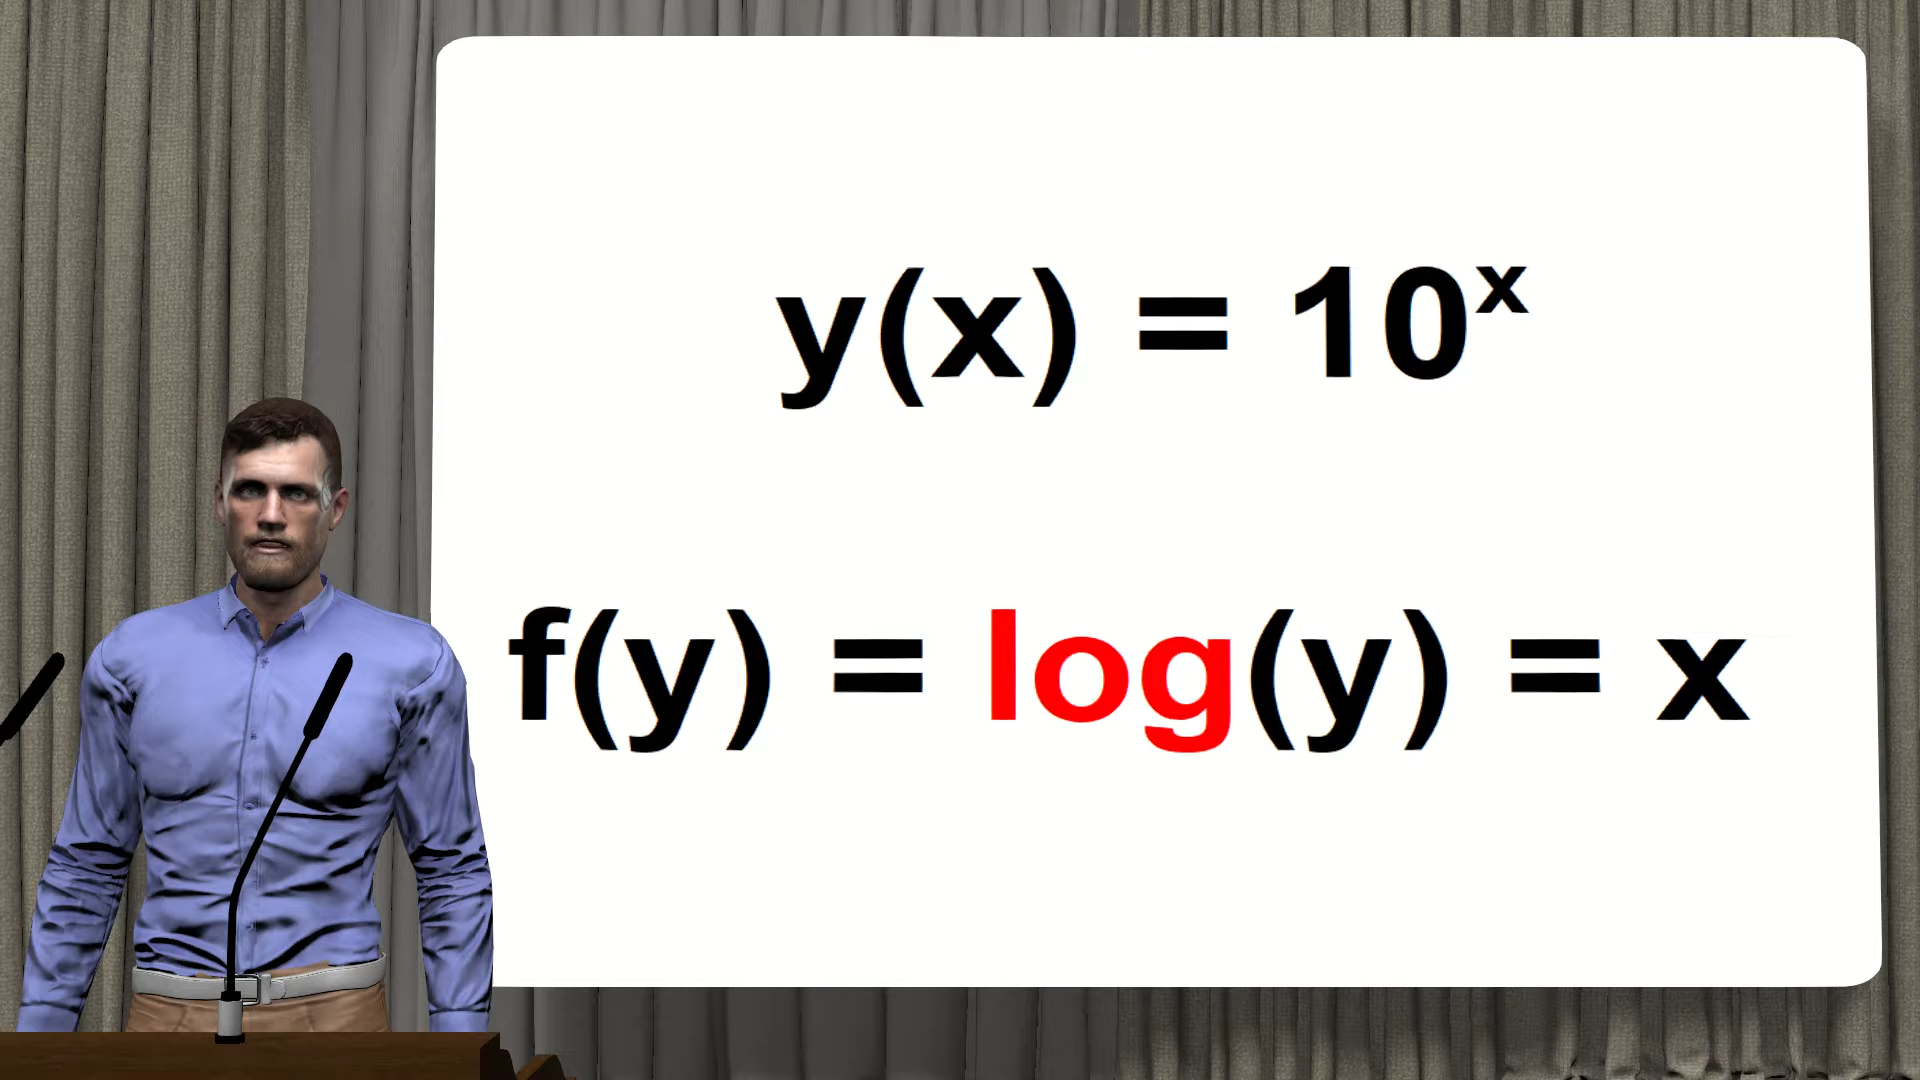 y(x) = 10ˣ
f(y) = log(y) = x